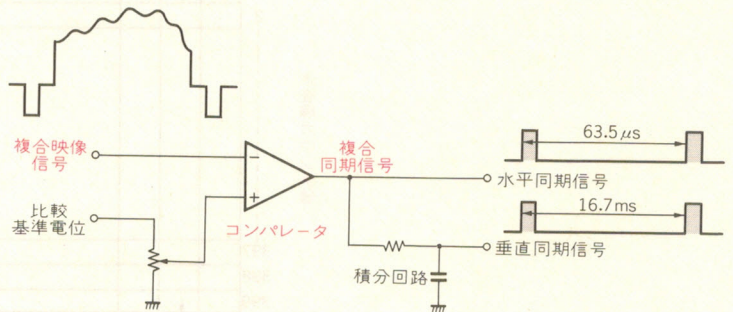 複合映像
信号
比較
基準電位
−
+
コンパレータ
複合
同期信号
積分回路
63.5μs
水平同期信号
16.7ms
垂直同期信号